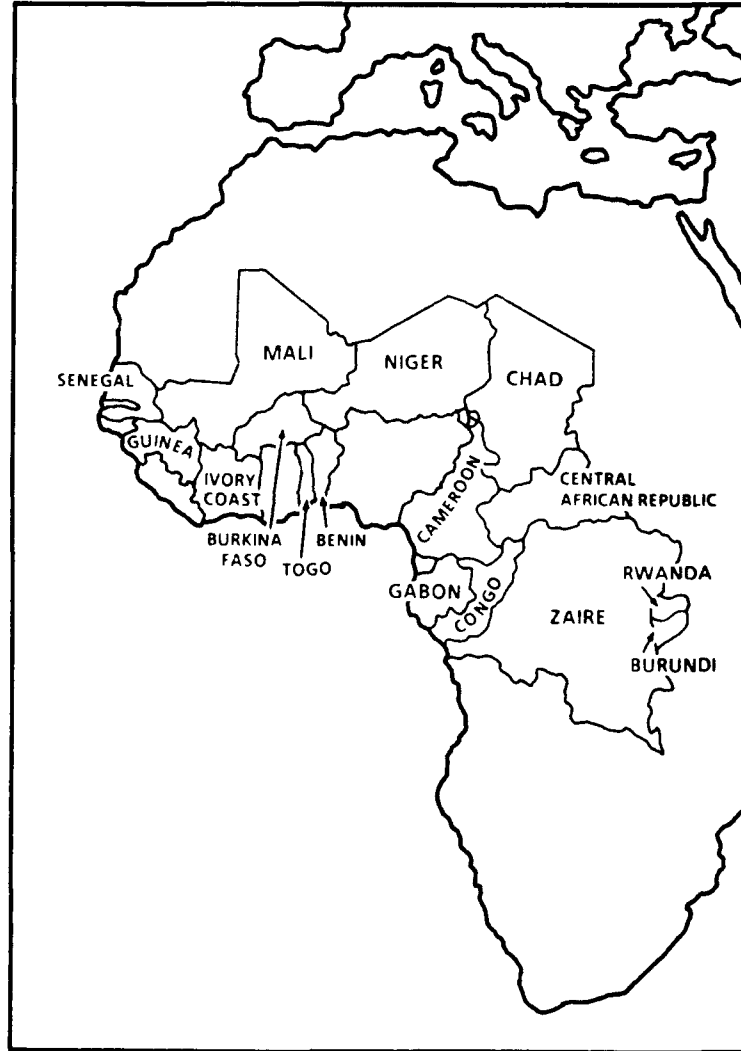 MALI
NIGER
CHAD
SENEGAL
GUINEA
IVORY
COAST
BURKINA
FASO
TOGO
BENIN
CAMEROON
CENTRAL
AFRICAN REPUBLIC
GABON
CONGO
ZAIRE
RWANDA
BURUNDI